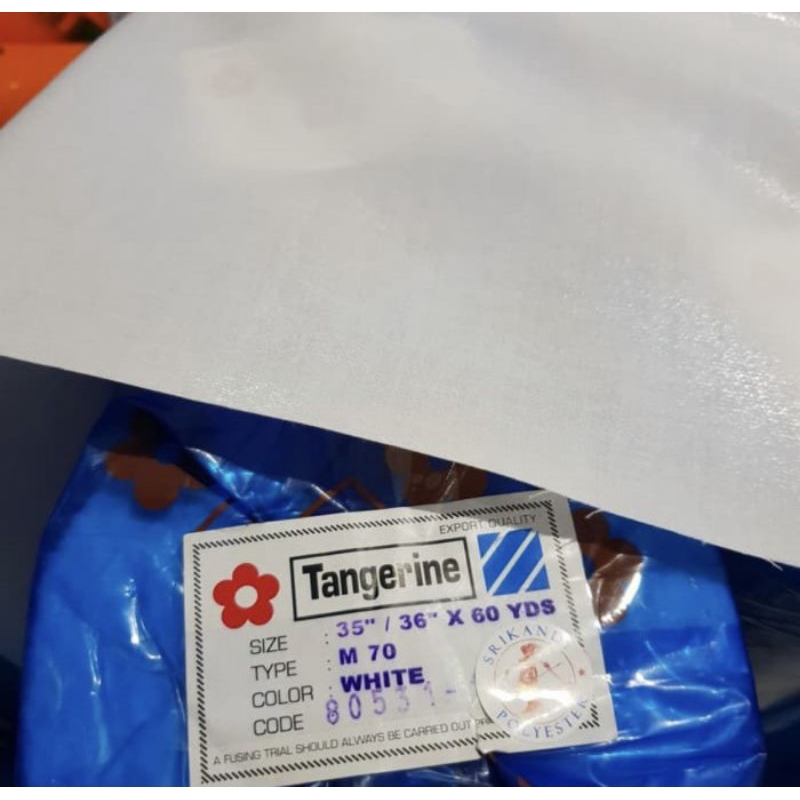 EXPORT QUALITY
Tangerine
SIZE : 35" / 36" X 60 YDS
TYPE : M 70
COLOR : WHITE
CODE 80531-
A FUSING TRIAL SHOULD ALWAYS BE CARRIED OUT
SRIKANDI
POLYESTER